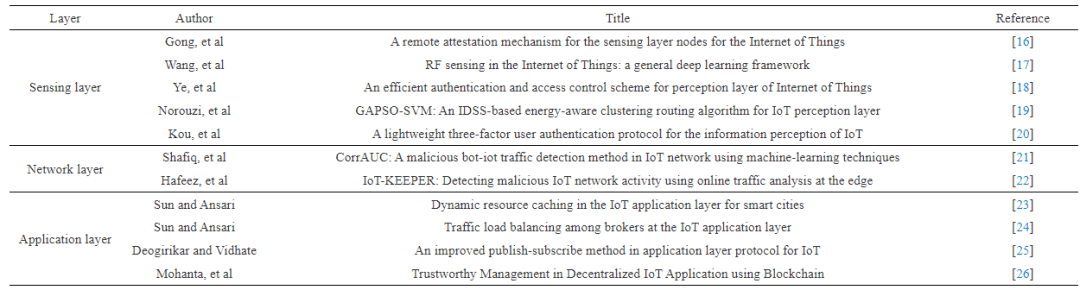 Layer Author Title Reference
Gong, et al A remote attestation mechanism for the sensing layer nodes for the Internet of Things [16]
Wang, et al RF sensing in the Internet of Things: a general deep learning framework [17]
Sensing layer Ye, et al An efficient authentication and access control scheme for perception layer of Internet of Things [18]
Norouzi, et al GAPSO-SVM: An IDSS-based energy-aware clustering routing algorithm for IoT perception layer [19]
Kou, et al A lightweight three-factor user authentication protocol for the information perception of IoT [20]
Network layer Shafiq, et al CorrAUC: A malicious bot-iot traffic detection method in IoT network using machine-learning techniques [21]
Hafeez, et al IoT-KEEPER: Detecting malicious IoT network activity using online traffic analysis at the edge [22]
Sun and Ansari Dynamic resource caching in the IoT application layer for smart cities [23]
Application layer Sun and Ansari Traffic load balancing among brokers at the IoT application layer [24]
Deogirikar and Vidhate An improved publish-subscribe method in application layer protocol for IoT [25]
Mohanta, et al Trustworthy Management in Decentralized IoT Application using Blockchain [26]